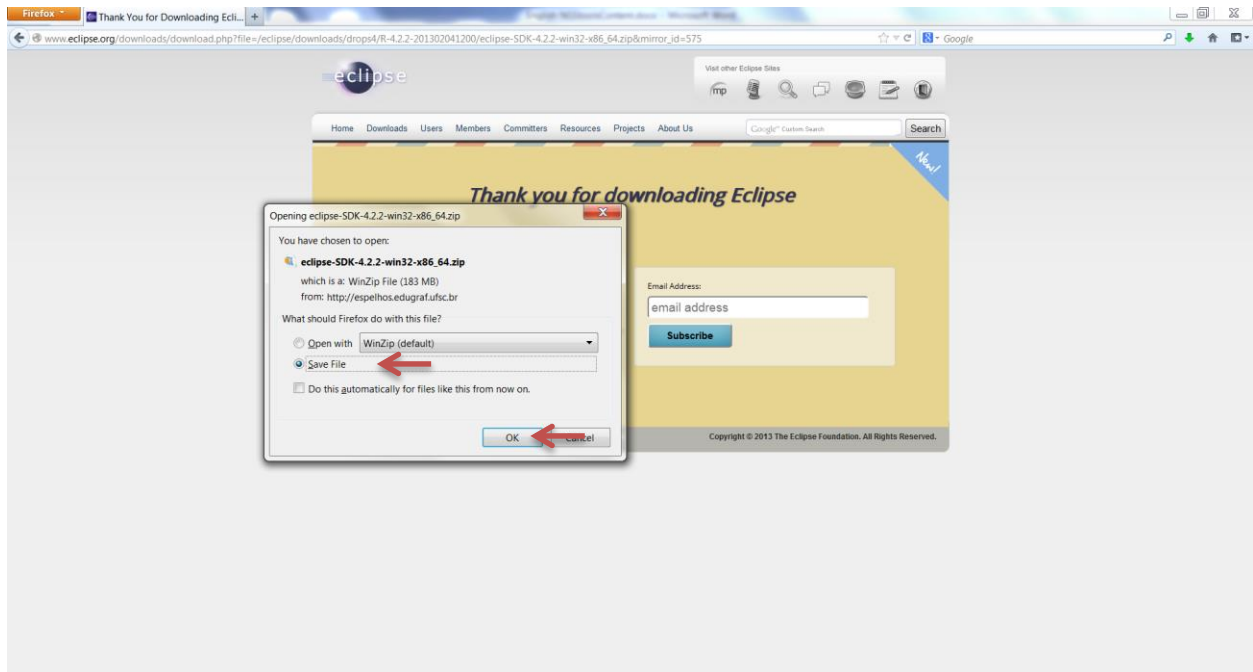 Firefox
Thank You for Downloading Ecli...
www.eclipse.org/downloads/download.php?file=/eclipse/downloads/drops4/R-4.2.2-201302041200/eclipse-SDK-4.2.2-win32-x86_64.zip&mirror_id=575
Google
eclipse
Visit other Eclipse Sites
mp
Home Downloads Users Members Committers Resources Projects About Us
Google™ Custom Search
Search
New!
Thank you for downloading Eclipse
Opening eclipse-SDK-4.2.2-win32-x86_64.zip
You have chosen to open:
eclipse-SDK-4.2.2-win32-x86_64.zip
which is a: WinZip File (183 MB)
from: http://espelhos.edugraf.ufsc.br
What should Firefox do with this file?
Open with WinZip (default)
Save File
Do this automatically for files like this from now on.
OK Cancel
Email Address:
email address
Subscribe
Copyright © 2013 The Eclipse Foundation. All Rights Reserved.